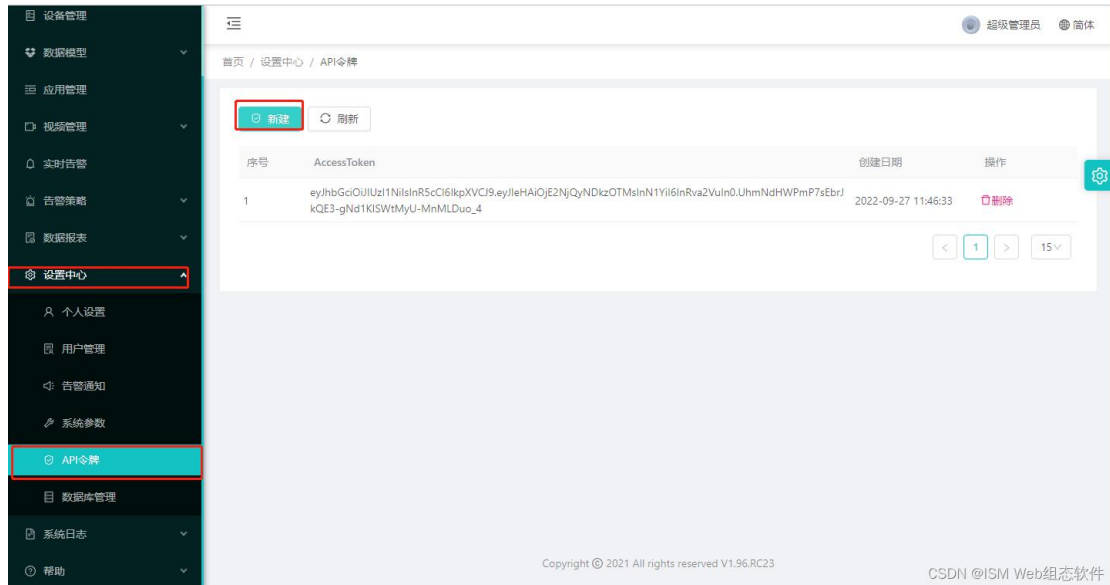 设备管理
数据模型
应用管理
视频管理
实时告警
告警策略
数据报表
设置中心
个人设置
用户管理
告警通知
系统参数
API令牌
数据库管理
系统日志
帮助
超级管理员 简体
首页 / 设置中心 / API令牌
新建 刷新
序号 AccessToken 创建日期 操作
1 eyJhbGciOiJIUzI1NiIsInR5cCI6IkpXVCJ9.eyJleHAiOjE2NjQyNDkzOTMsInN1YiI6InRva2VuIn0.UhmNdHWPmP7sEbrJ 2022-09-27 11:46:33 删除
kQE3-gNd1KISWtMyU-MnMLDuo_4
< 1 > 15
Copyright © 2021 All rights reserved V1.96.RC23
CSDN @ISM Web组态软件